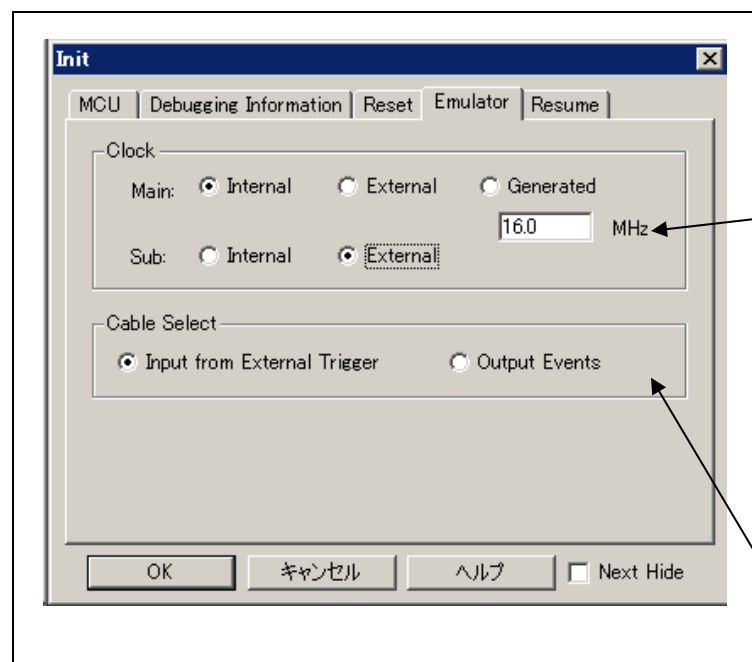 Init
MCU Debugging Information Reset Emulator Resume
Clock
Main: Internal External Generated
16.0 MHz
Sub: Internal External
Cable Select
Input from External Trigger Output Events
OK キャンセル ヘルプ Next Hide